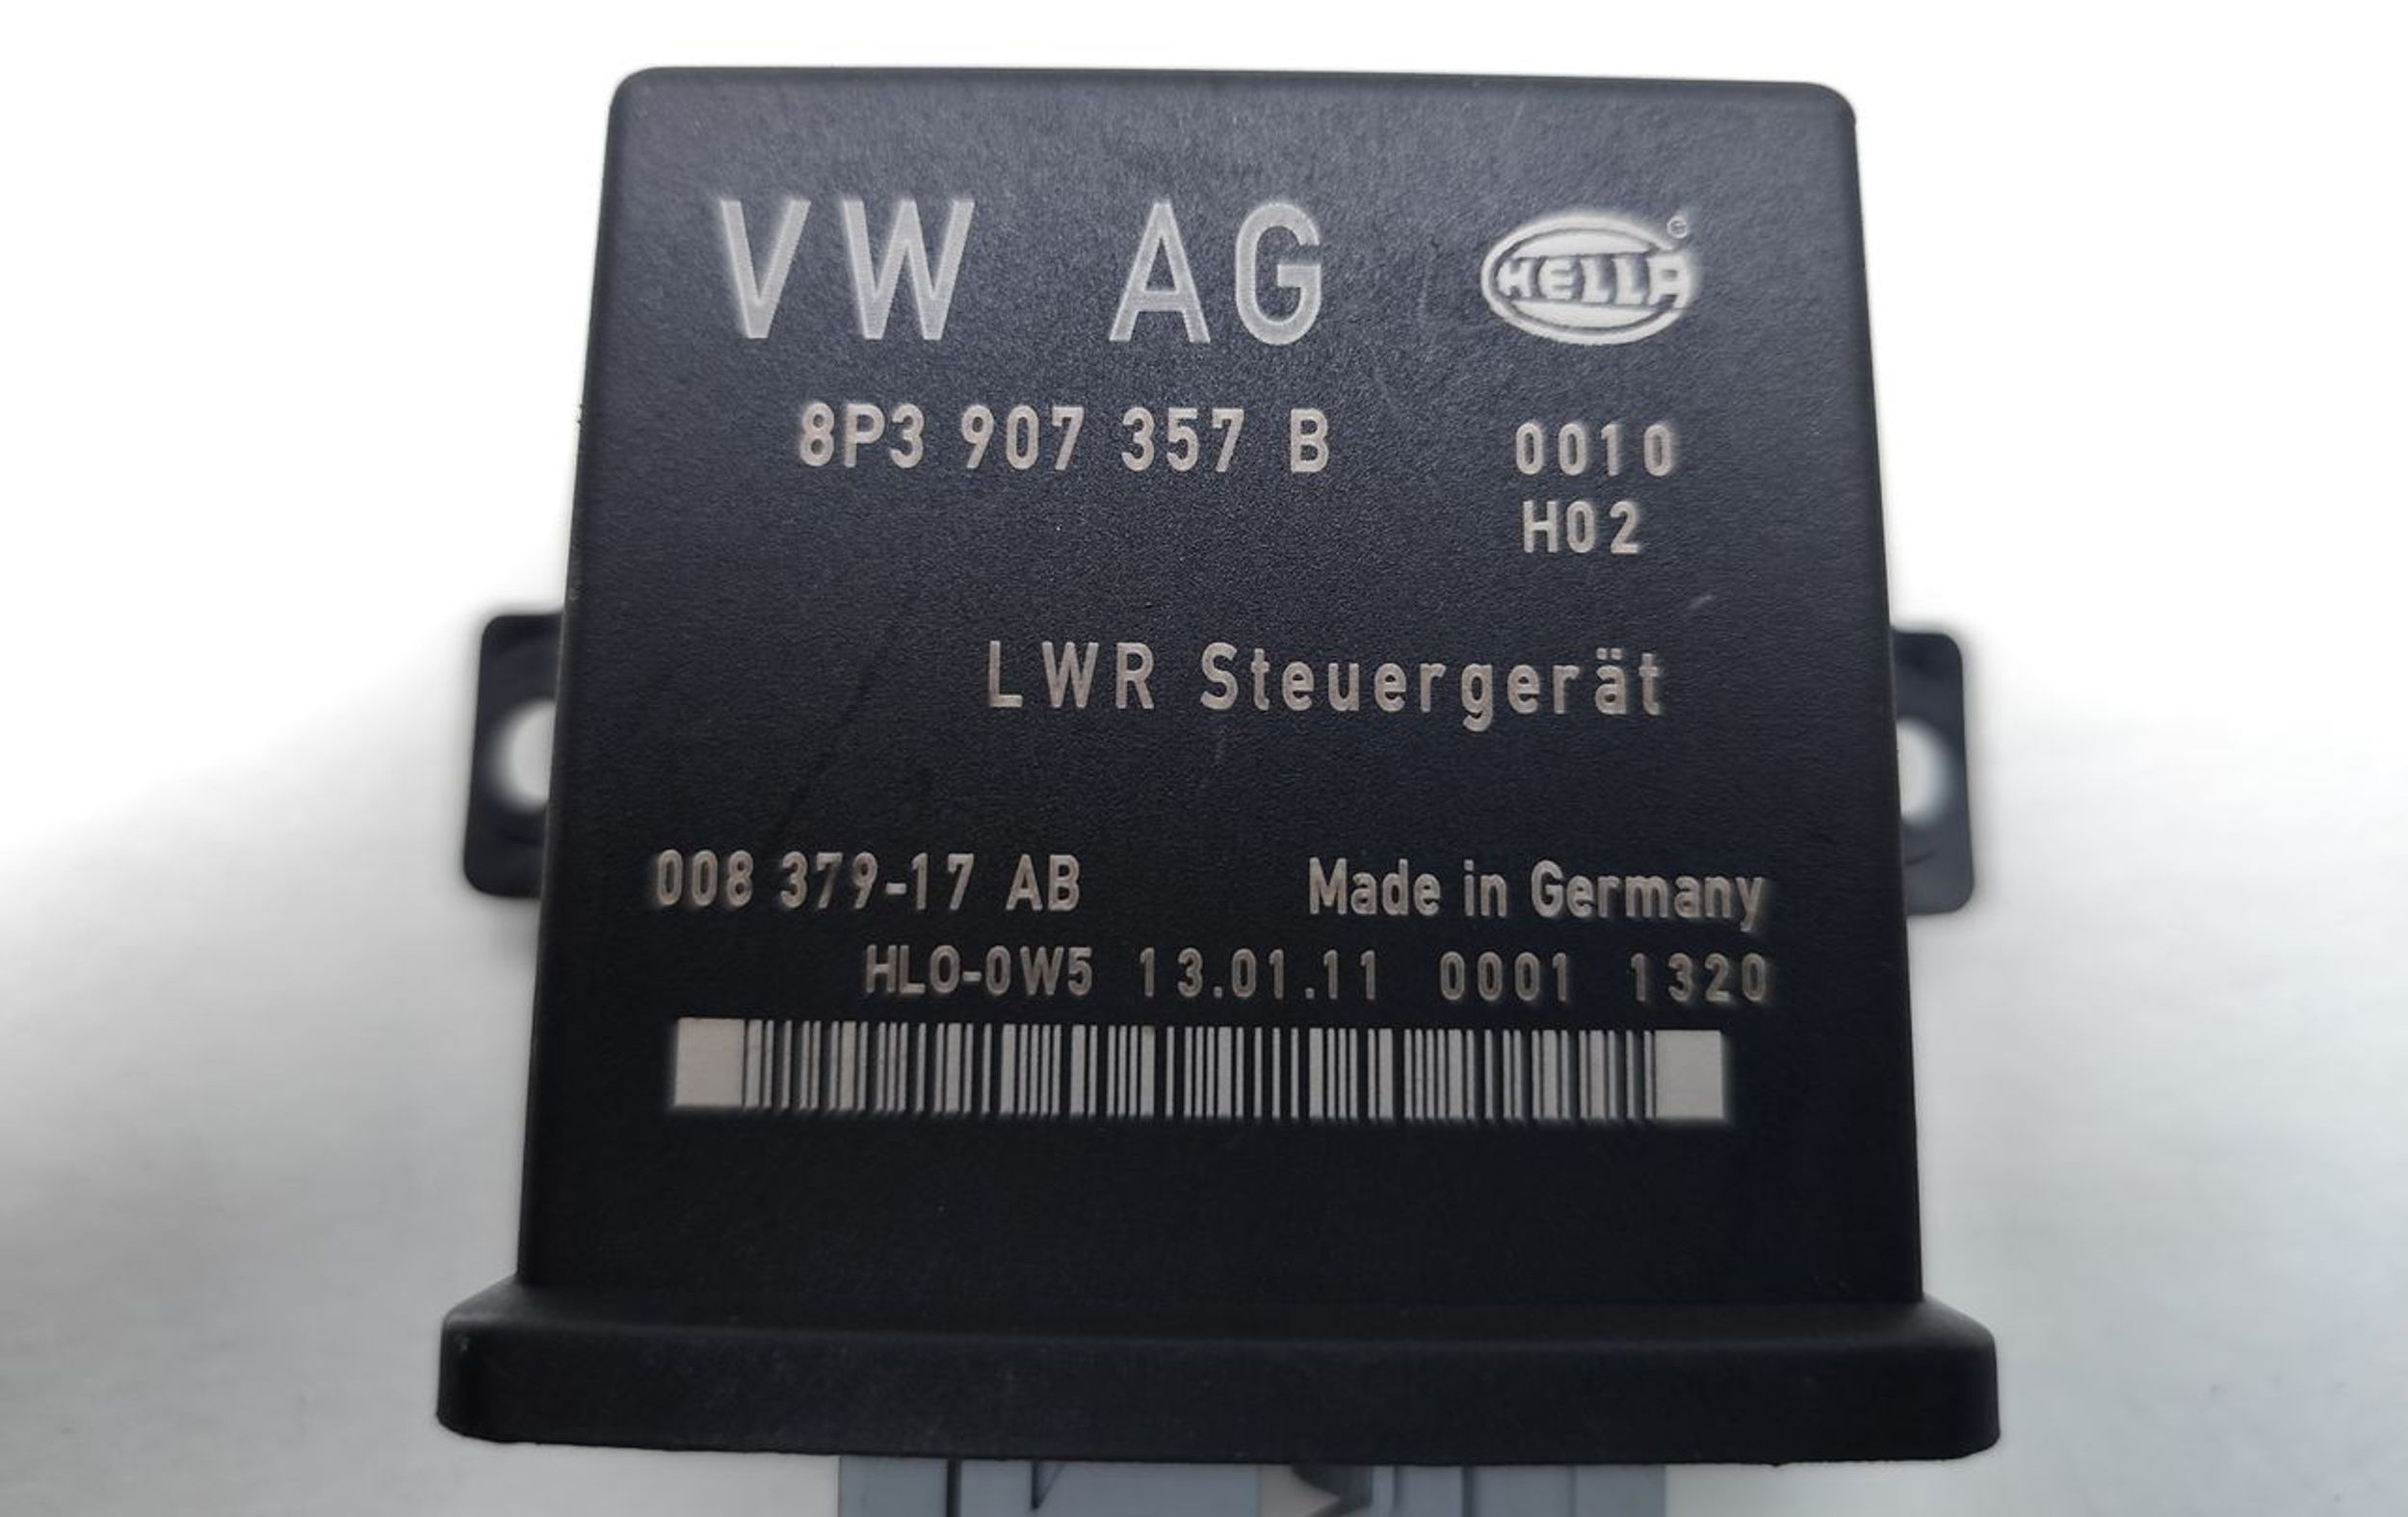 VW AG HELLA
8P3 907 357 B 0010
H02
LWR Steuergerät
008 379-17 AB Made in Germany
HLO-0W5 13.01.11 0001 1320